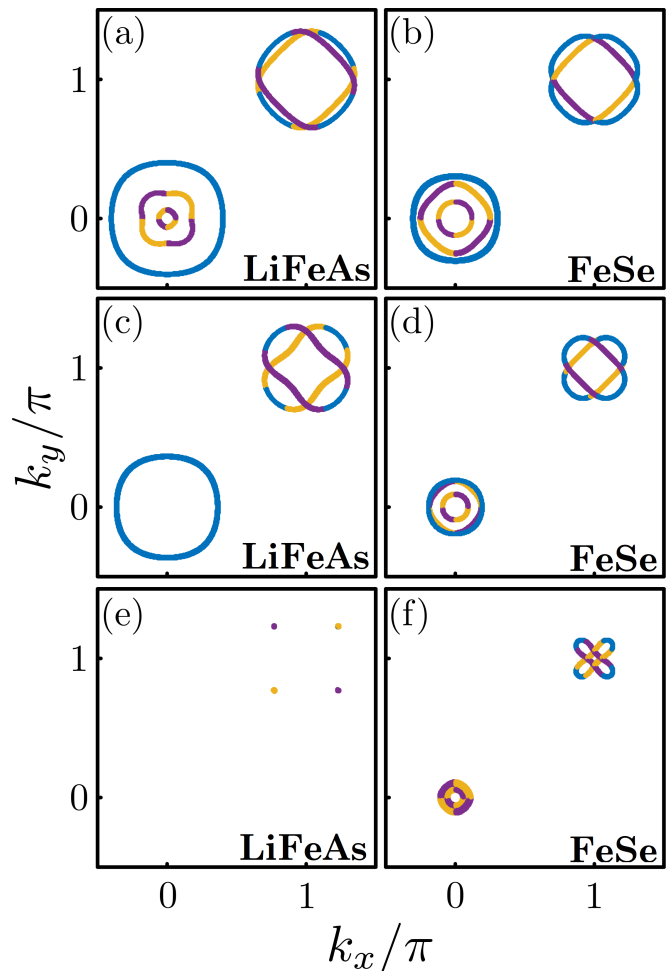 (a)
(b)
1
0
LiFeAs
FeSe
(c)
(d)
1
0
LiFeAs
FeSe
(e)
(f)
1
0
LiFeAs
FeSe
0
1
0
1
k_y/π
k_x/π